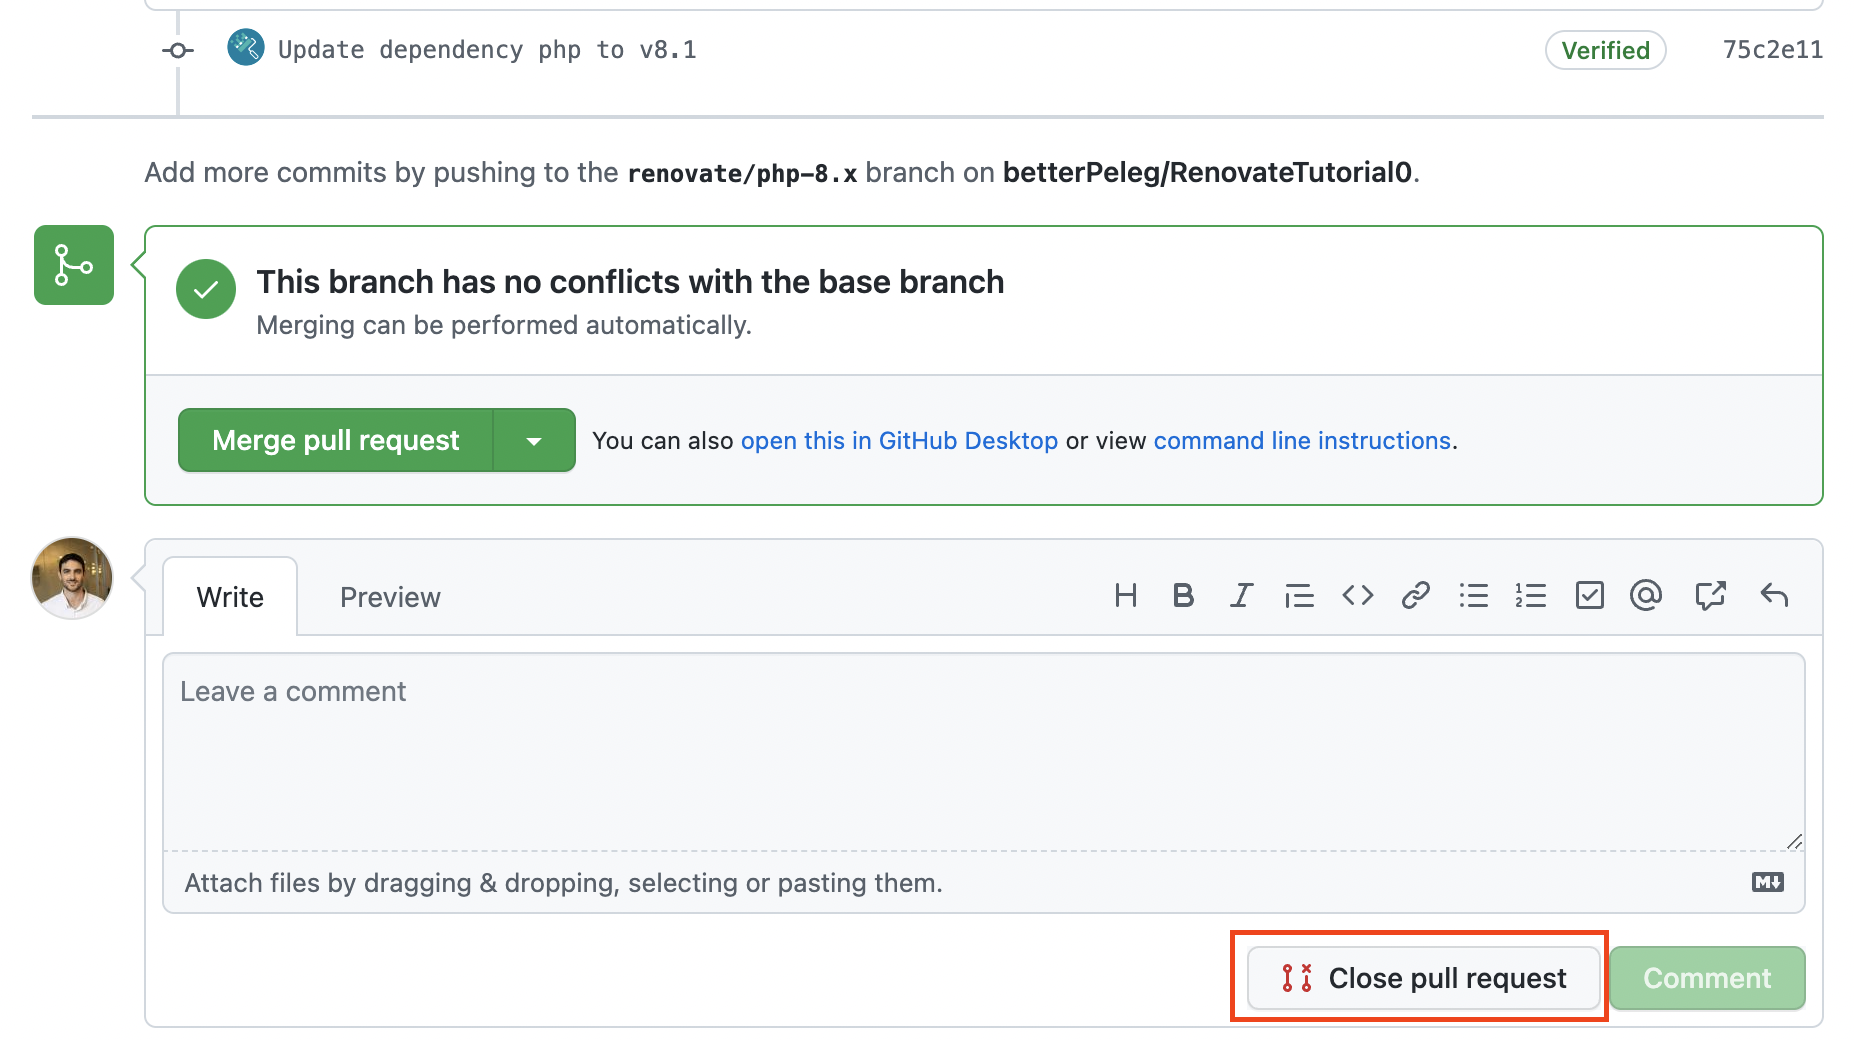 Update dependency php to v8.1 Verified 75c2e11
Add more commits by pushing to the renovate/php-8.x branch on betterPeleg/RenovateTutorial0.
This branch has no conflicts with the base branch
Merging can be performed automatically.
Merge pull request You can also open this in GitHub Desktop or view command line instructions.
Write Preview
Leave a comment
Attach files by dragging & dropping, selecting or pasting them.
Close pull request Comment